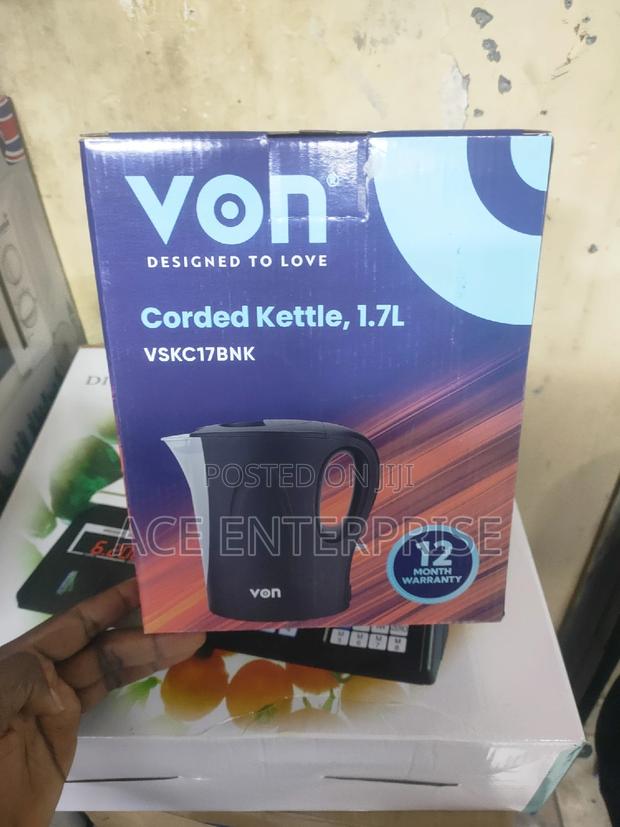 von®
DESIGNED TO LOVE
Corded Kettle, 1.7L
VSKC17BNK
POSTED ON JIJI
ACE ENTERPRISE
12
MONTH
WARRANTY
von